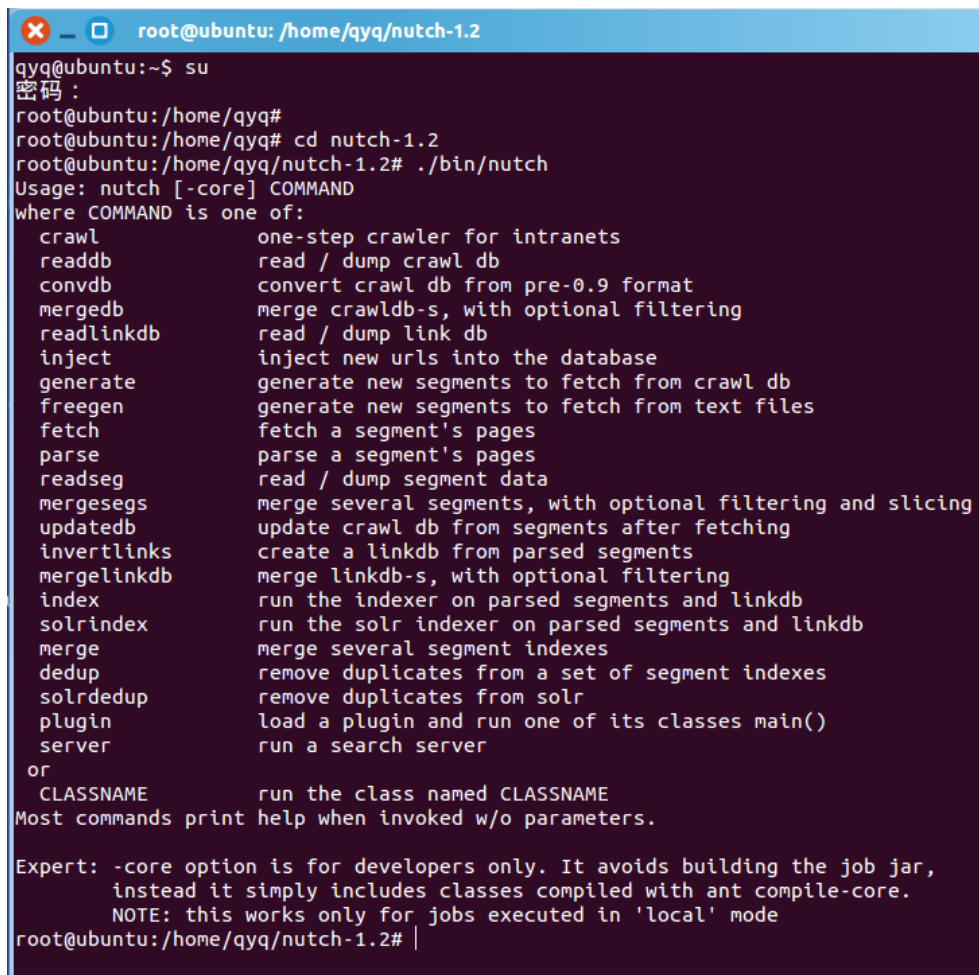 root@ubuntu: /home/qyq/nutch-1.2
qyq@ubuntu:~$ su
密码：
root@ubuntu:/home/qyq#
root@ubuntu:/home/qyq# cd nutch-1.2
root@ubuntu:/home/qyq/nutch-1.2# ./bin/nutch
Usage: nutch [-core] COMMAND
where COMMAND is one of:
  crawl             one-step crawler for intranets
  readdb            read / dump crawl db
  convdb            convert crawl db from pre-0.9 format
  mergedb           merge crawldb-s, with optional filtering
  readlinkdb        read / dump link db
  inject            inject new urls into the database
  generate          generate new segments to fetch from crawl db
  freegen           generate new segments to fetch from text files
  fetch             fetch a segment's pages
  parse             parse a segment's pages
  readseg           read / dump segment data
  mergesegs         merge several segments, with optional filtering and slicing
  updatedb          update crawl db from segments after fetching
  invertlinks       create a linkdb from parsed segments
  mergelinkdb       merge linkdb-s, with optional filtering
  index             run the indexer on parsed segments and linkdb
  solrindex         run the solr indexer on parsed segments and linkdb
  merge             merge several segment indexes
  dedup             remove duplicates from a set of segment indexes
  solrdedup         remove duplicates from solr
  plugin            load a plugin and run one of its classes main()
  server            run a search server
 or
  CLASSNAME         run the class named CLASSNAME
Most commands print help when invoked w/o parameters.

Expert: -core option is for developers only. It avoids building the job jar,
        instead it simply includes classes compiled with ant compile-core.
        NOTE: this works only for jobs executed in 'local' mode
root@ubuntu:/home/qyq/nutch-1.2#